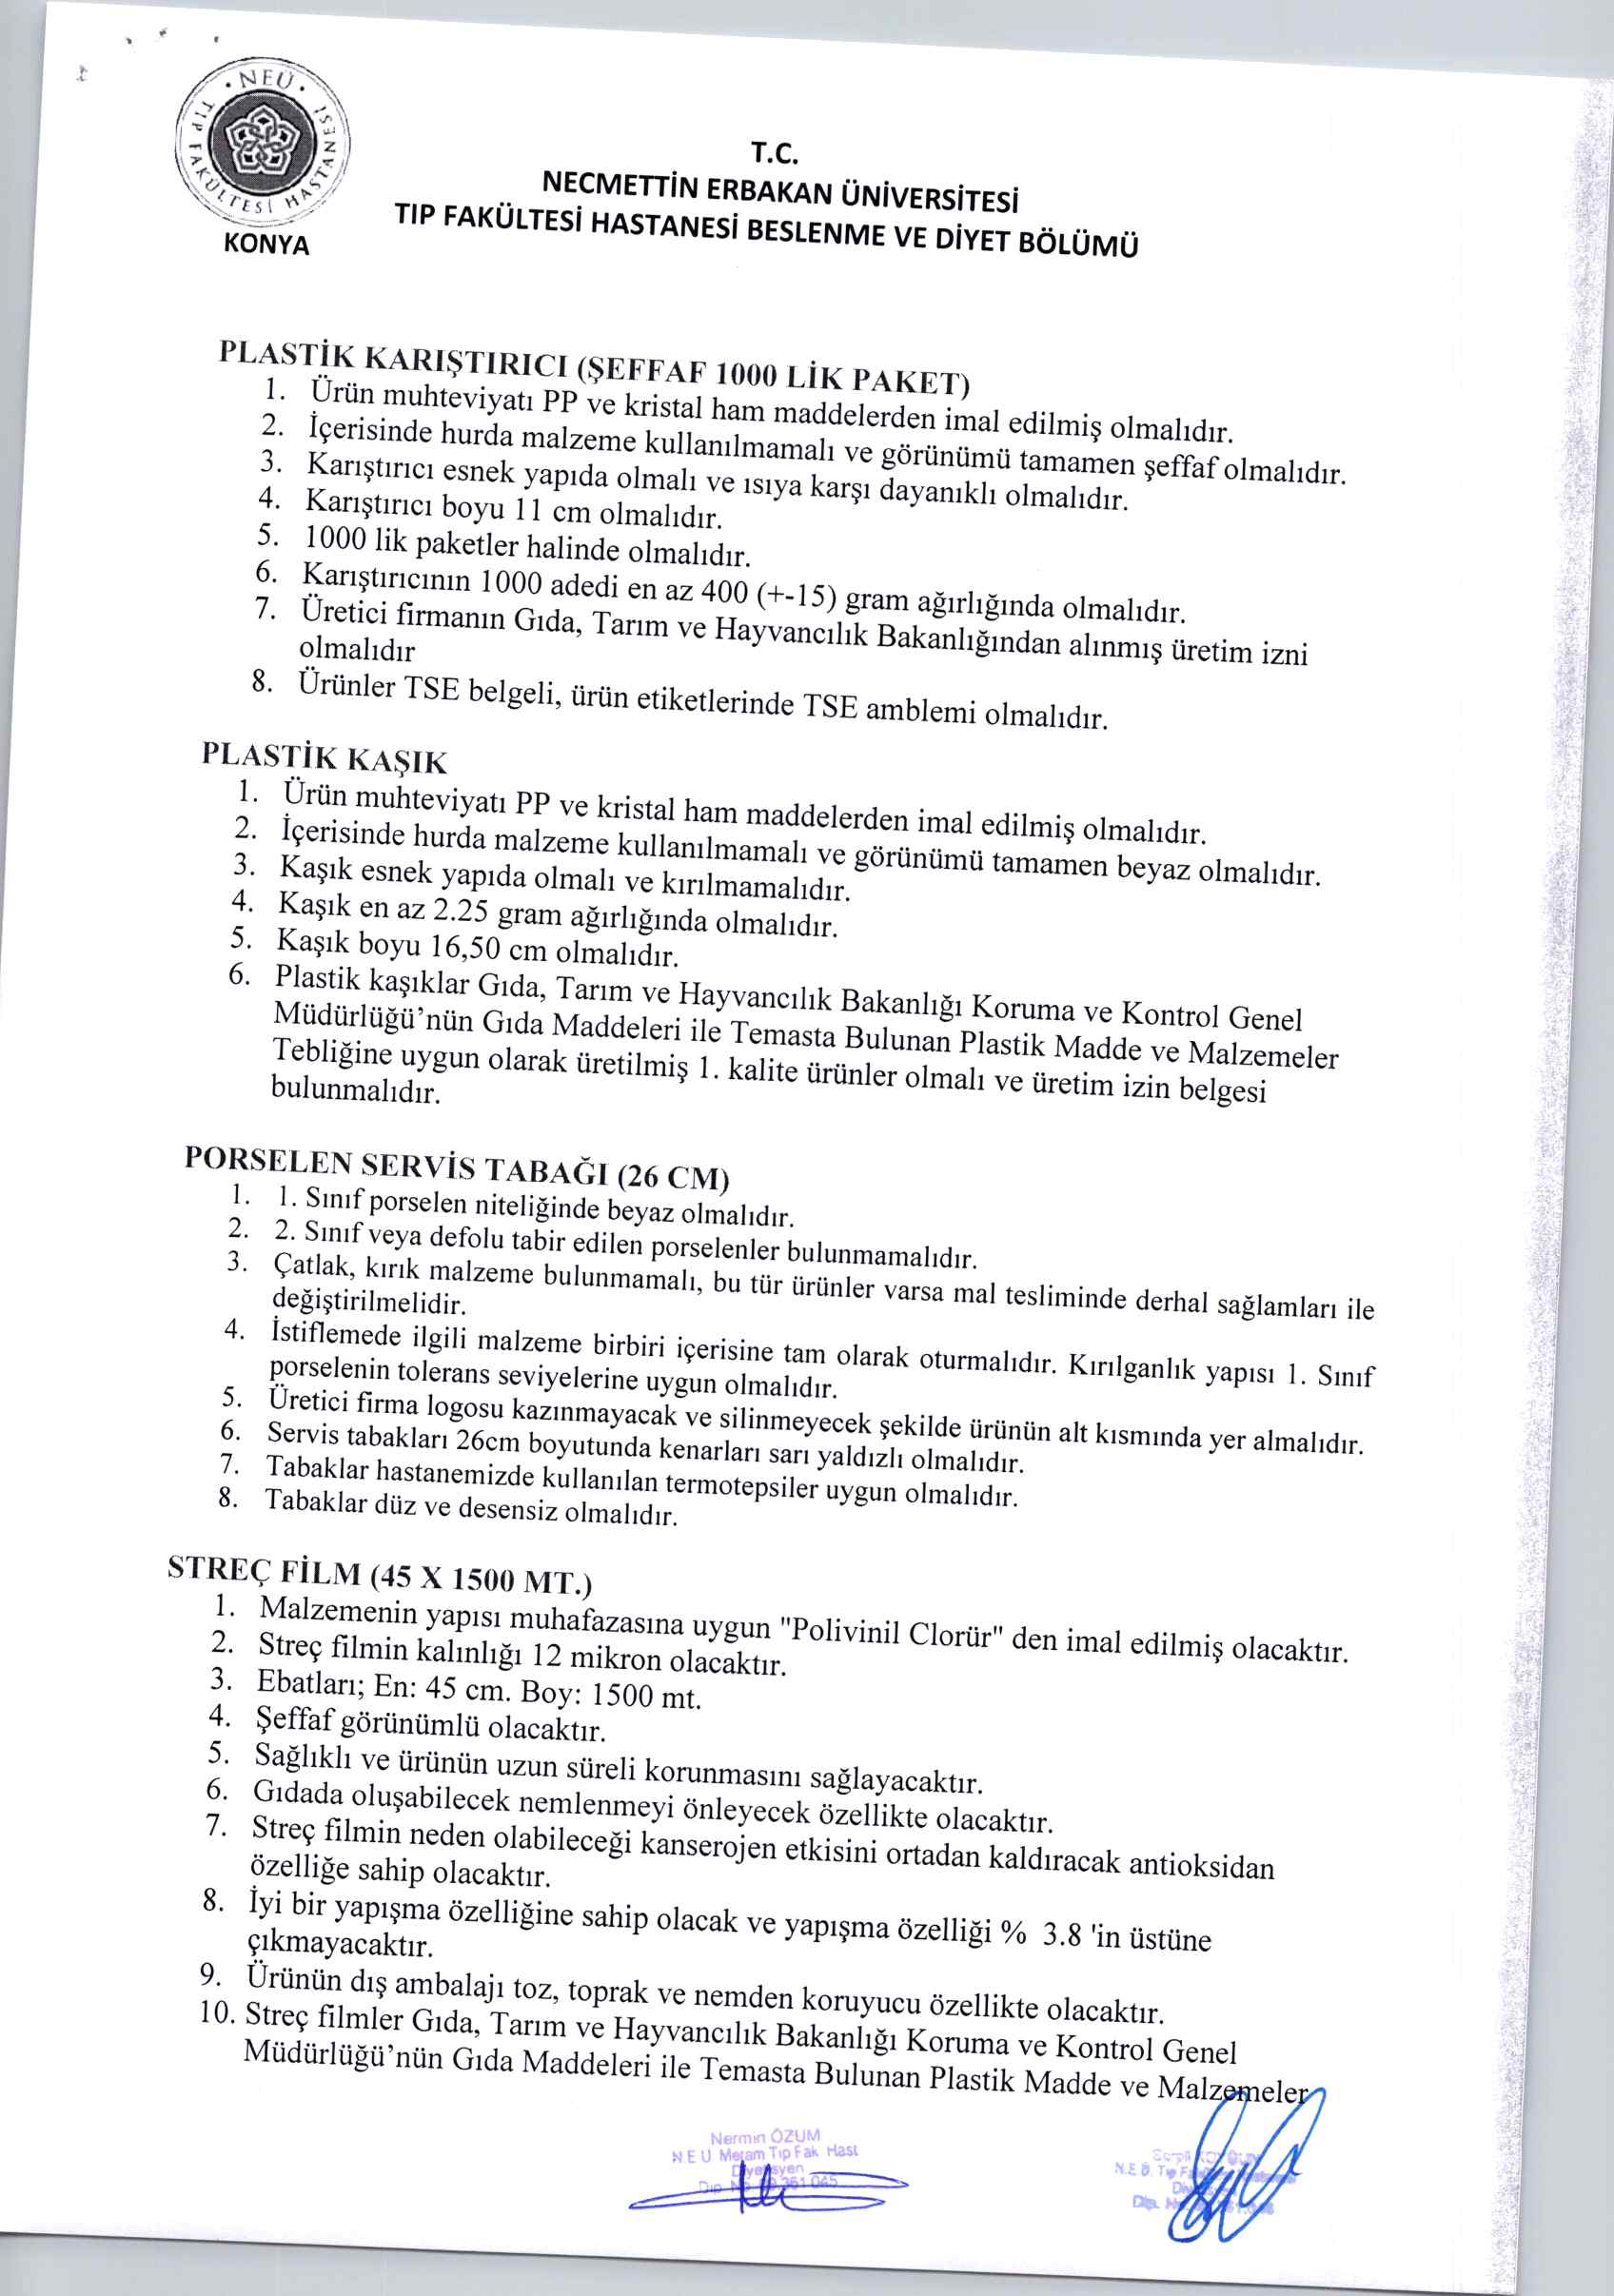 NEÜ
TIP FAKÜLTESİ HASTANESİ
KONYA
T.C.
NECMETTİN ERBAKAN ÜNİVERSİTESİ
TIP FAKÜLTESİ HASTANESİ BESLENME VE DİYET BÖLÜMÜ
PLASTİK KARIŞTIRICI (ŞEFFAF 1000 LİK PAKET)
1. Ürün muhteviyatı PP ve kristal ham maddelerden imal edilmiş olmalıdır.
2. İçerisinde hurda malzeme kullanılmamalı ve görünümü tamamen şeffaf olmalıdır.
3. Karıştırıcı esnek yapıda olmalı ve ısıya karşı dayanıklı olmalıdır.
4. Karıştırıcı boyu 11 cm olmalıdır.
5. 1000 lik paketler halinde olmalıdır.
6. Karıştırıcının 1000 adedi en az 400 (+-15) gram ağırlığında olmalıdır.
7. Üretici firmanın Gıda, Tarım ve Hayvancılık Bakanlığından alınmış üretim izni
olmalıdır
8. Ürünler TSE belgeli, ürün etiketlerinde TSE amblemi olmalıdır.
PLASTİK KAŞIK
1. Ürün muhteviyatı PP ve kristal ham maddelerden imal edilmiş olmalıdır.
2. İçerisinde hurda malzeme kullanılmamalı ve görünümü tamamen beyaz olmalıdır.
3. Kaşık esnek yapıda olmalı ve kırılmamalıdır.
4. Kaşık en az 2.25 gram ağırlığında olmalıdır.
5. Kaşık boyu 16,50 cm olmalıdır.
6. Plastik kaşıklar Gıda, Tarım ve Hayvancılık Bakanlığı Koruma ve Kontrol Genel
Müdürlüğü’nün Gıda Maddeleri ile Temasta Bulunan Plastik Madde ve Malzemeler
Tebliğine uygun olarak üretilmiş 1. kalite ürünler olmalı ve üretim izin belgesi
bulunmalıdır.
PORSELEN SERVİS TABAĞI (26 CM)
1. 1. Sınıf porselen niteliğinde beyaz olmalıdır.
2. 2. Sınıf veya defolu tabir edilen porselenler bulunmamalıdır.
3. Çatlak, kırık malzeme bulunmamalı, bu tür ürünler varsa mal tesliminde derhal sağlamları ile
değiştirilmelidir.
4. İstiflemede ilgili malzeme birbiri içerisine tam olarak oturmalıdır. Kırılganlık yapısı 1. Sınıf
porselenin tolerans seviyelerine uygun olmalıdır.
5. Üretici firma logosu kazınmayacak ve silinmeyecek şekilde ürünün alt kısmında yer almalıdır.
6. Servis tabakları 26cm boyutunda kenarları sarı yaldızlı olmalıdır.
7. Tabaklar hastanemizde kullanılan termotepsiler uygun olmalıdır.
8. Tabaklar düz ve desensiz olmalıdır.
STREÇ FİLM (45 X 1500 MT.)
1. Malzemenin yapısı muhafazasına uygun "Polivinil Clorür" den imal edilmiş olacaktır.
2. Streç filmin kalınlığı 12 mikron olacaktır.
3. Ebatları; En: 45 cm. Boy: 1500 mt.
4. Şeffaf görünümlü olacaktır.
5. Sağlıklı ve ürünün uzun süreli korunmasını sağlayacaktır.
6. Gıdada oluşabilecek nemlenmeyi önleyecek özellikte olacaktır.
7. Streç filmin neden olabileceği kanserojen etkisini ortadan kaldıracak antioksidan
özelliğe sahip olacaktır.
8. İyi bir yapışma özelliğine sahip olacak ve yapışma özelliği % 3.8 'in üstüne
çıkmayacaktır.
9. Ürünün dış ambalajı toz, toprak ve nemden koruyucu özellikte olacaktır.
10. Streç filmler Gıda, Tarım ve Hayvancılık Bakanlığı Koruma ve Kontrol Genel
Müdürlüğü’nün Gıda Maddeleri ile Temasta Bulunan Plastik Madde ve Malzemeler
Nermin ÖZUM
N.E.U Meram Tıp Fak Hast
Diyetisyen
Dip
N.E.Ü. Tıp
Dip.